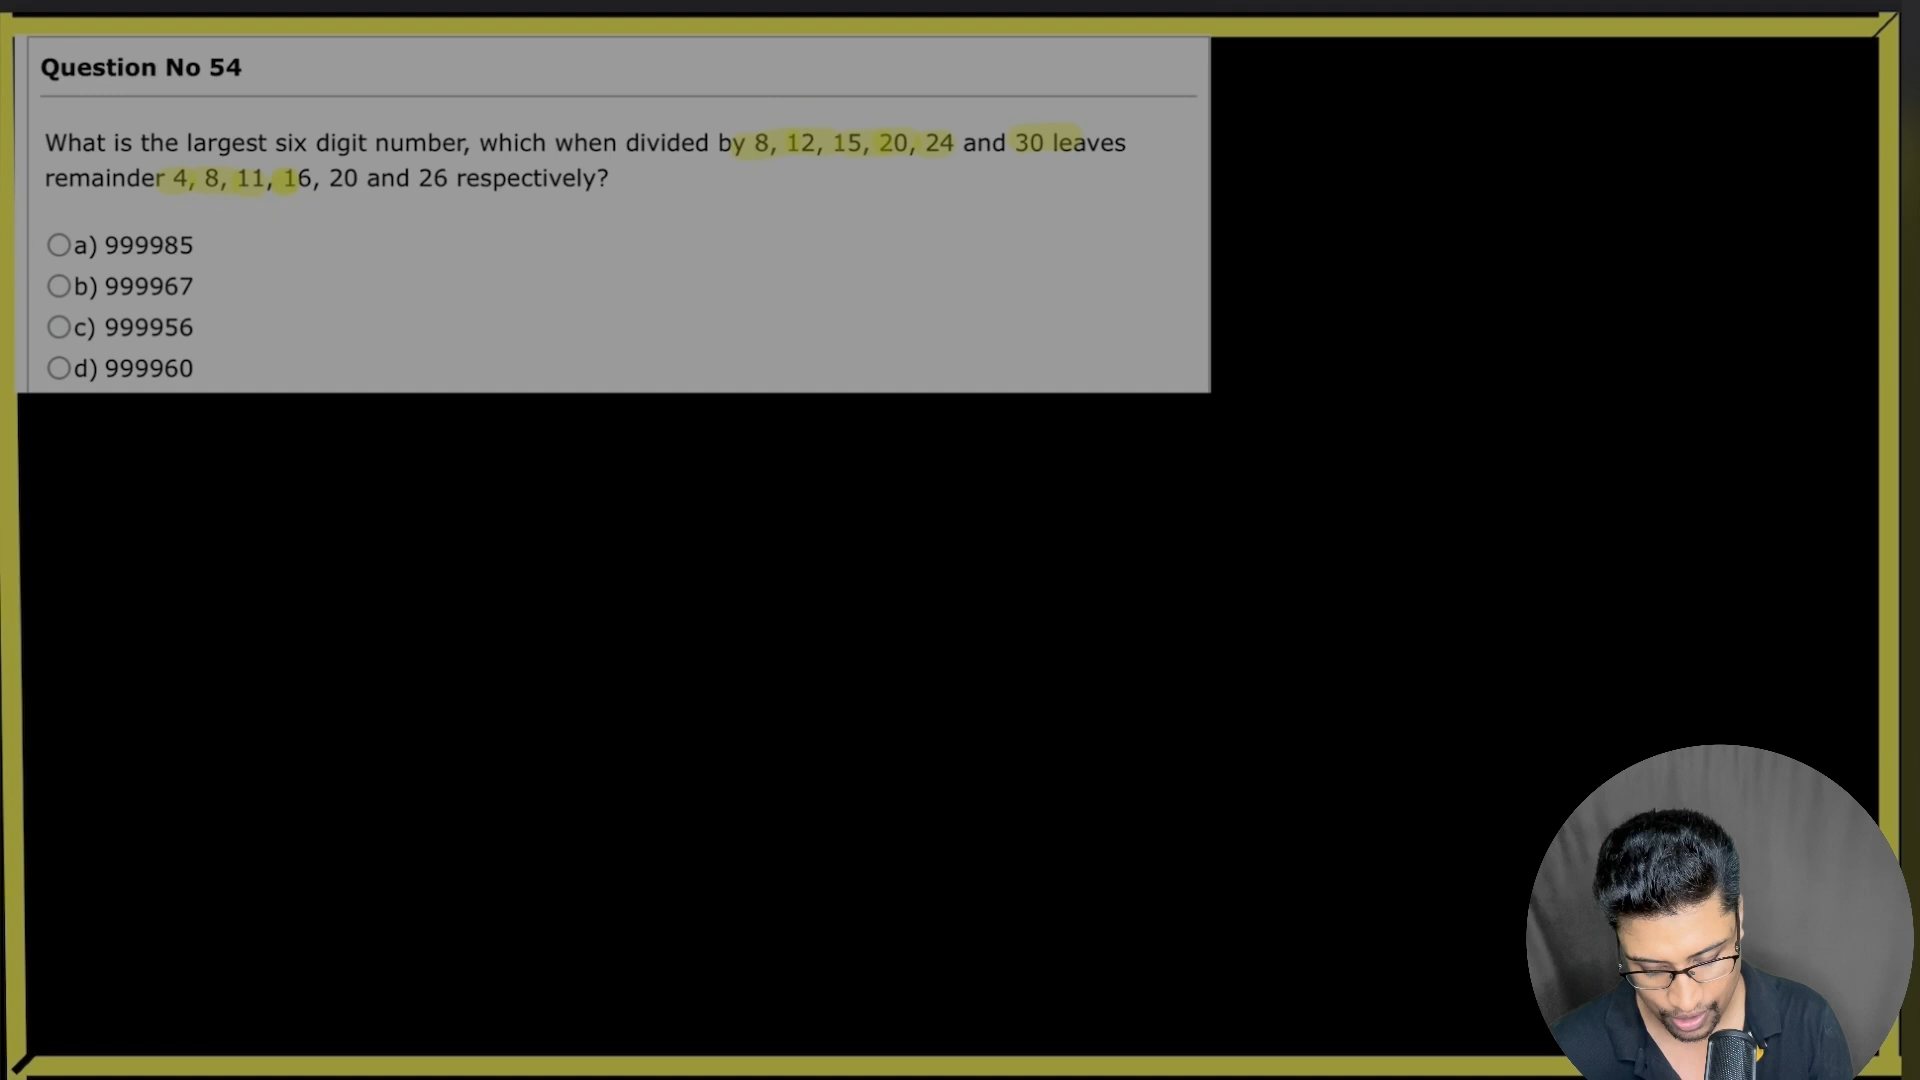 Question No 54
What is the largest six digit number, which when divided by 8, 12, 15, 20, 24 and 30 leaves
remainder 4, 8, 11, 16, 20 and 26 respectively?
a) 999985
b) 999967
c) 999956
d) 999960